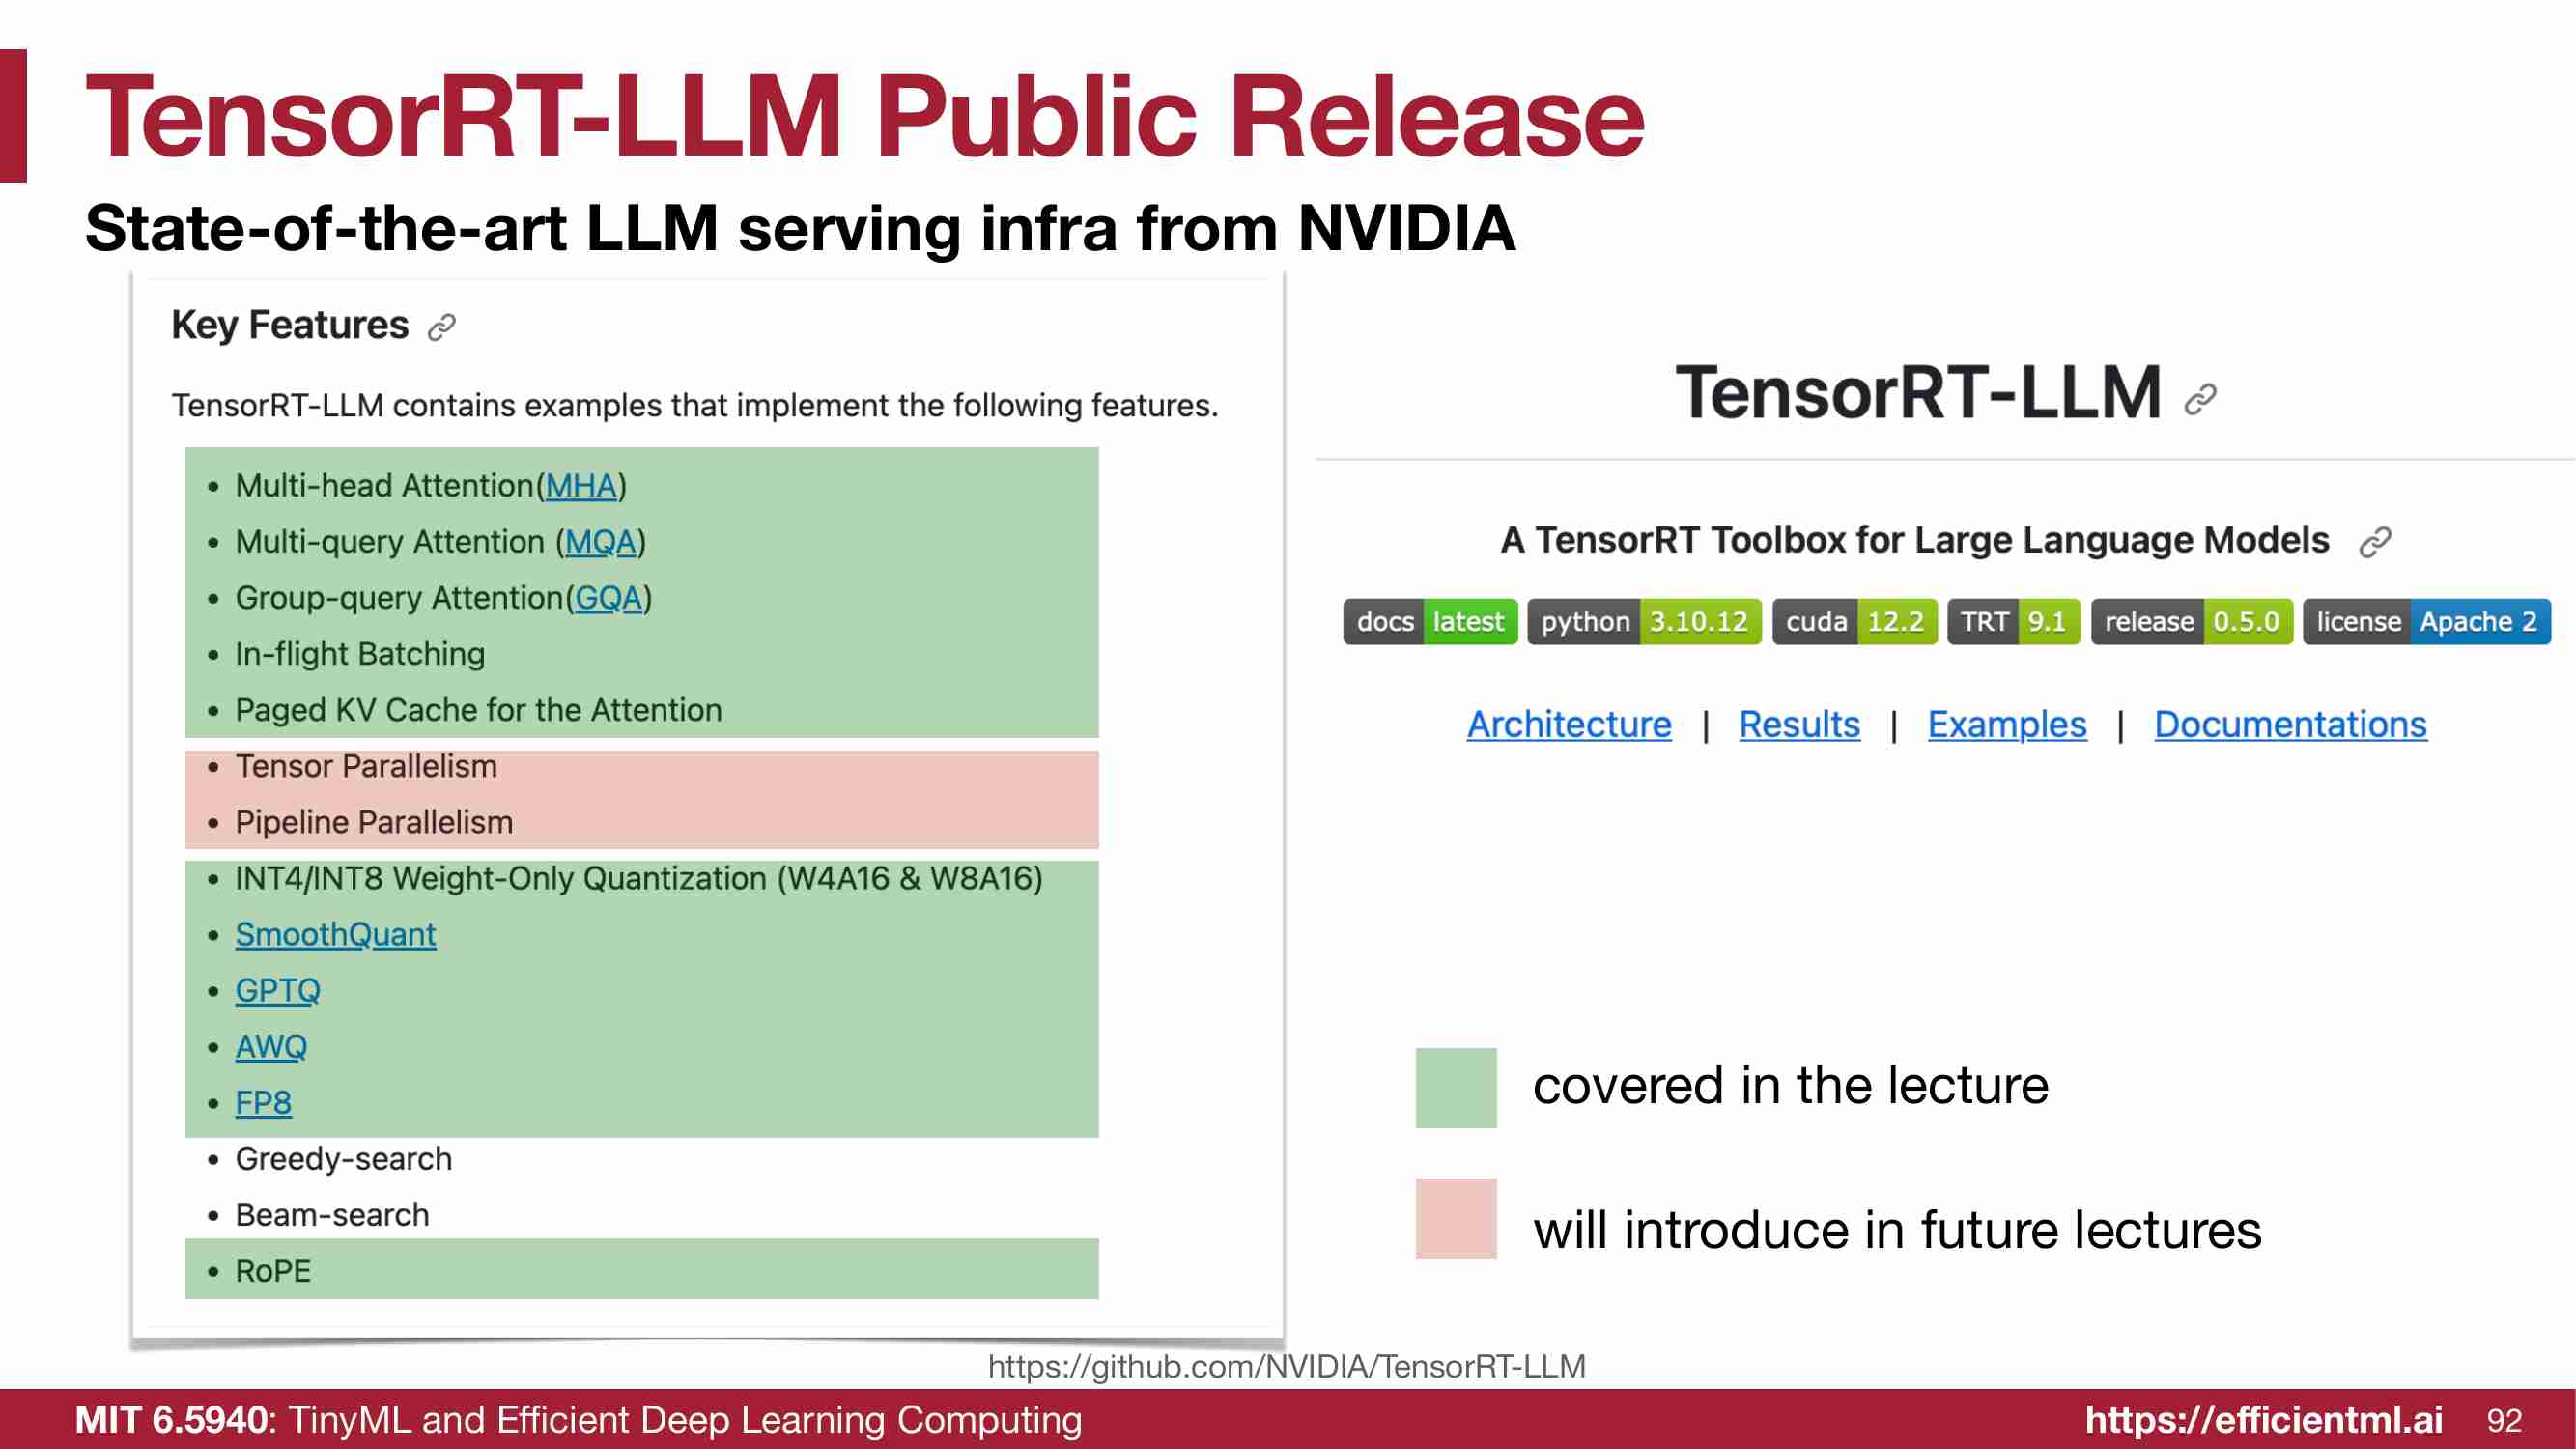 TensorRT-LLM Public Release
State-of-the-art LLM serving infra from NVIDIA
Key Features
TensorRT-LLM contains examples that implement the following features.
• Multi-head Attention(MHA)
• Multi-query Attention (MQA)
• Group-query Attention(GQA)
• In-flight Batching
• Paged KV Cache for the Attention
• Tensor Parallelism
• Pipeline Parallelism
• INT4/INT8 Weight-Only Quantization (W4A16 & W8A16)
• SmoothQuant
• GPTQ
• AWQ
• FP8
• Greedy-search
• Beam-search
• RoPE
TensorRT-LLM
A TensorRT Toolbox for Large Language Models
docs latest python 3.10.12 cuda 12.2 TRT 9.1 release 0.5.0 license Apache 2
Architecture | Results | Examples | Documentations
covered in the lecture
will introduce in future lectures
https://github.com/NVIDIA/TensorRT-LLM
MIT 6.5940: TinyML and Efficient Deep Learning Computing
https://efficientml.ai 92